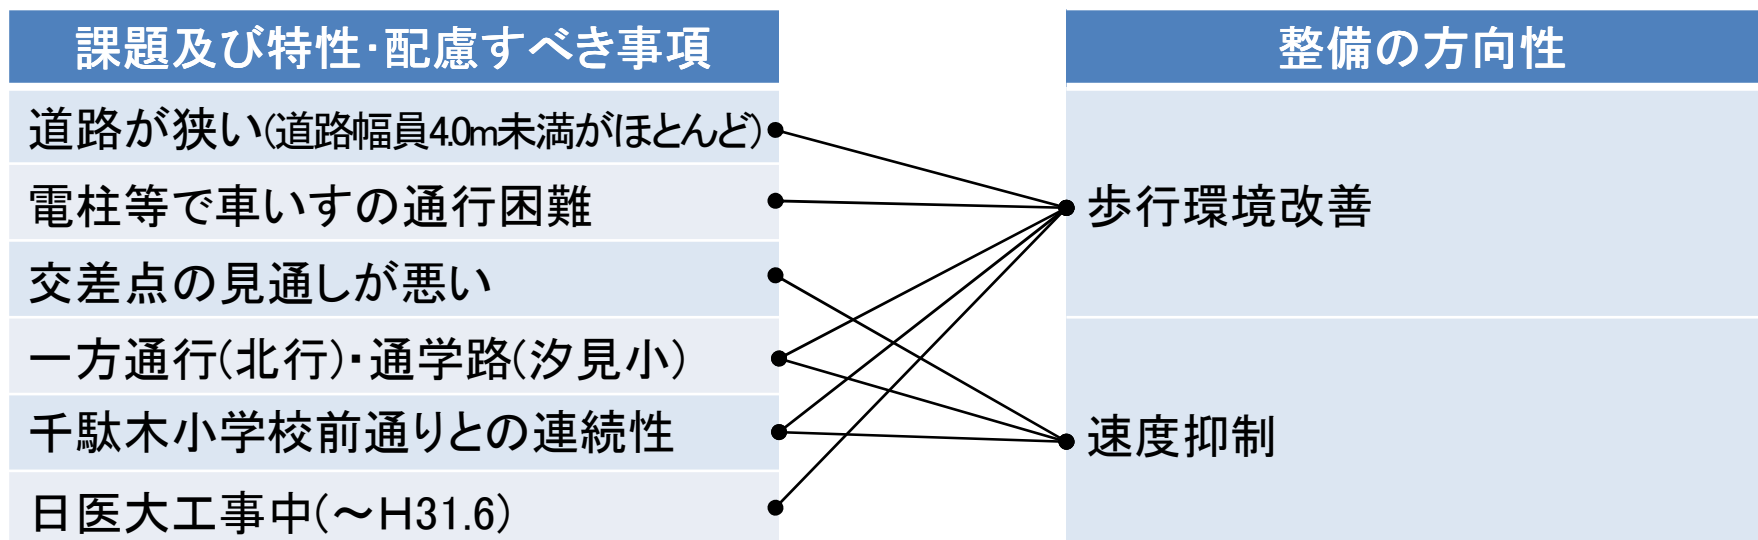 課題及び特性・配慮すべき事項
道路が狭い(道路幅員4.0m未満がほとんど)
電柱等で車いすの通行困難
交差点の見通しが悪い
一方通行(北行)・通学路(汐見小)
千駄木小学校前通りとの連続性
日医大工事中(～H31.6)
整備の方向性
歩行環境改善
速度抑制